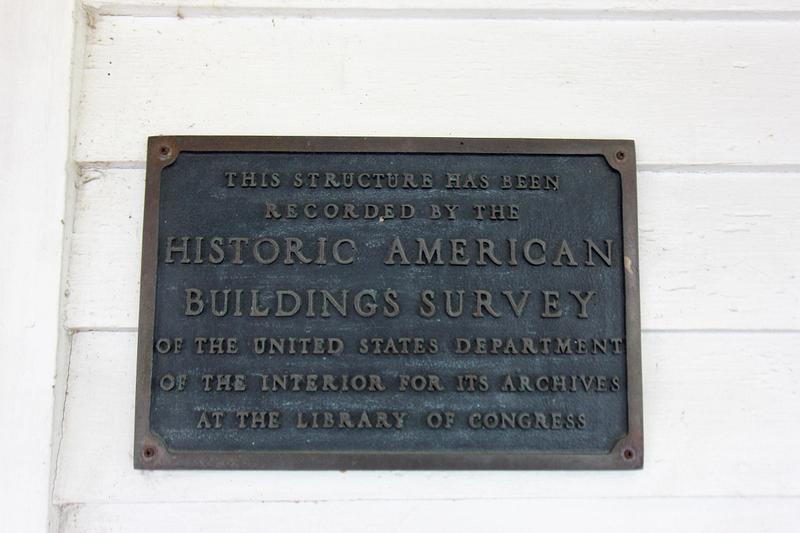 THIS STRUCTURE HAS BEEN
RECORDED BY THE
HISTORIC AMERICAN
BUILDINGS SURVEY
OF THE UNITED STATES DEPARTMENT
OF THE INTERIOR FOR ITS ARCHIVES
AT THE LIBRARY OF CONGRESS